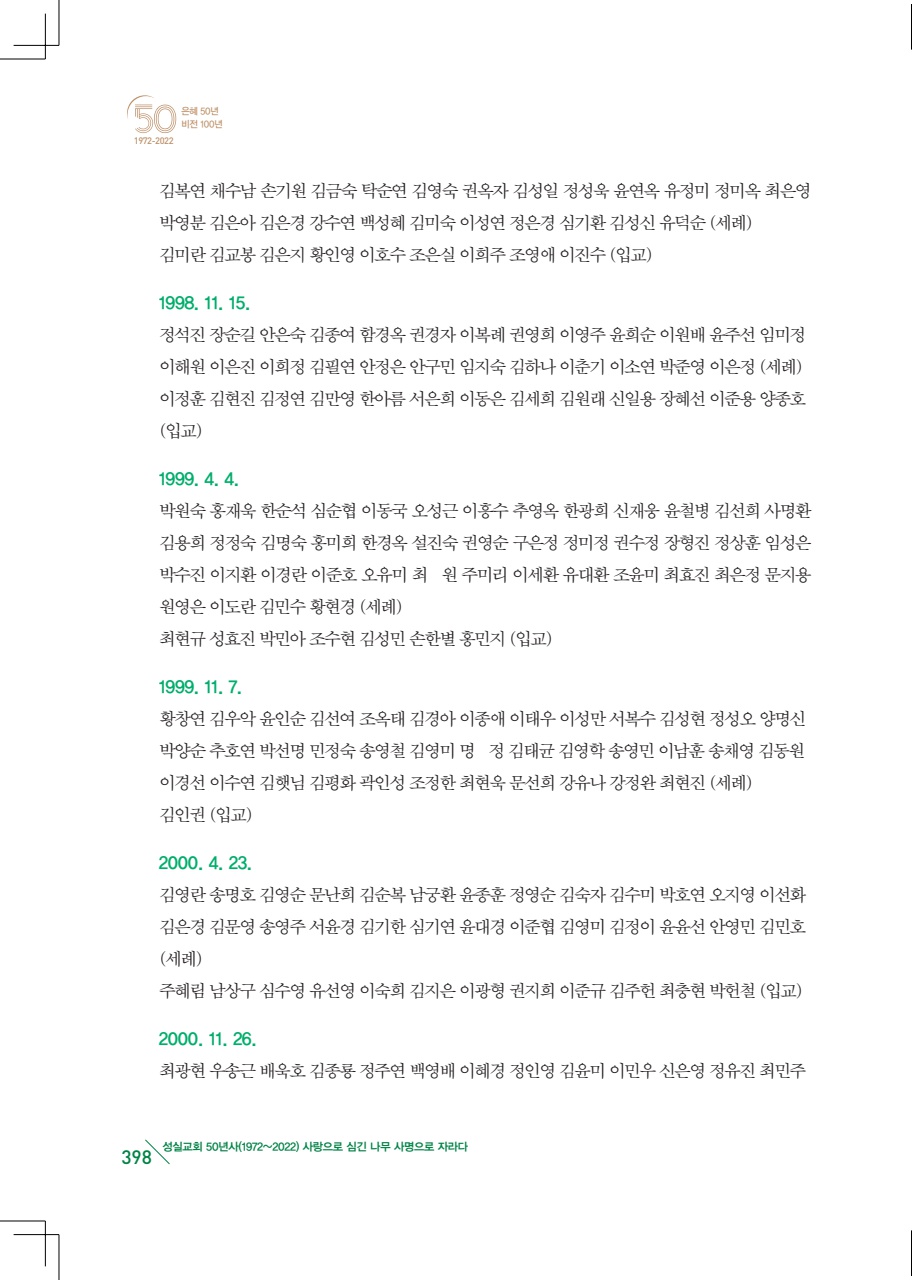 50
은혜 50년
비전 100년
1972-2022
김복연 채수남 손기원 김금숙 탁순연 김영숙 권옥자 김성일 정성욱 윤연옥 유정미 정미옥 최은영
박영분 김은아 김은경 강수연 백성혜 김미숙 이성연 정은경 심기환 김성신 유덕순 (세례)
김미란 김교봉 김은지 황인영 이호수 조은실 이희주 조영애 이진수 (입교)
1998. 11. 15.
정석진 장순길 안은숙 김종여 함경옥 권경자 이복례 권영희 이영주 윤희순 이원배 윤주선 임미정
이해원 이은진 이희정 김필연 안정은 안구민 임지숙 김하나 이춘기 이소연 박준영 이은정 (세례)
이정훈 김현진 김정연 김만영 한아름 서은희 이동은 김세희 김원래 신일용 장혜선 이준용 양종호
(입교)
1999. 4. 4.
박원숙 홍재욱 한순석 심순협 이동국 오성근 이흥수 추영옥 한광희 신재웅 윤철병 김선희 사명환
김용희 정정숙 김명숙 홍미희 한경옥 설진숙 권영순 구은정 정미정 권수정 장형진 정상훈 임성은
박수진 이지환 이경란 이준호 오유미 최 원 주미리 이세환 유대환 조윤미 최효진 최은정 문지용
원영은 이도란 김민수 황현경 (세례)
최현규 성효진 박민아 조수현 김성민 손한별 홍민지 (입교)
1999. 11. 7.
황창연 김우악 윤인순 김선여 조옥태 김경아 이종애 이태우 이성만 서복수 김성현 정성오 양명신
박양순 추호연 박선명 민정숙 송영철 김영미 명 정 김태균 김영학 송영민 이남훈 송채영 김동원
이경선 이수연 김햇님 김평화 곽인성 조정한 최현욱 문선희 강유나 강정완 최현진 (세례)
김인권 (입교)
2000. 4. 23.
김영란 송명호 김영순 문난희 김순복 남궁환 윤종훈 정영순 김숙자 김수미 박호연 오지영 이선화
김은경 김문영 송영주 서윤경 김기한 심기연 윤대경 이준협 김영미 김정이 윤윤선 안영민 김민호
(세례)
주혜림 남상구 심수영 유선영 이숙희 김지은 이광형 권지희 이준규 김주헌 최충현 박헌철 (입교)
2000. 11. 26.
최광현 우송근 배욱호 김종룡 정주연 백영배 이혜경 정인영 김윤미 이민우 신은영 정유진 최민주
398 성실교회 50년사(1972~2022) 사랑으로 심긴 나무 사명으로 자라다